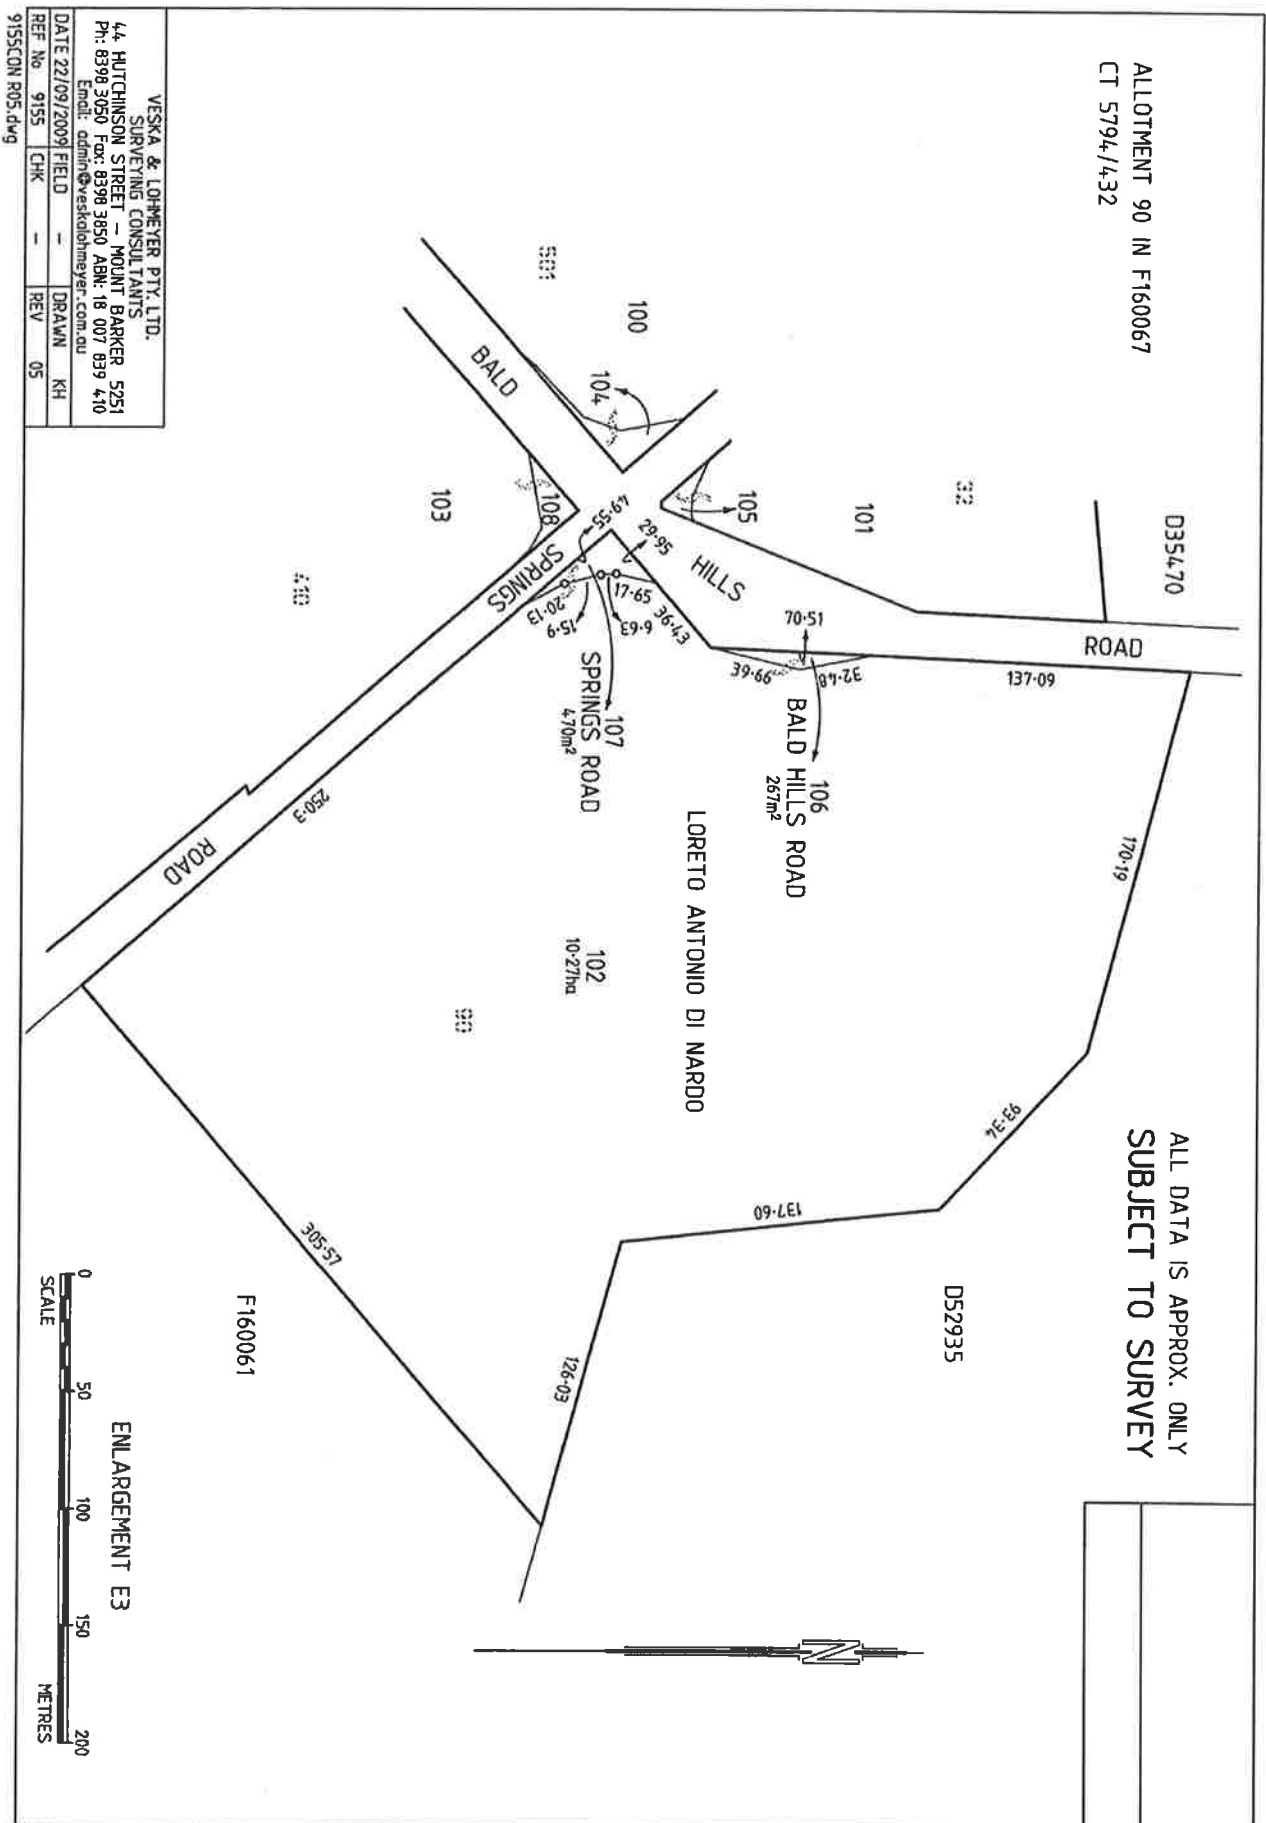 ALLOTMENT 90 IN F160067
CT 5794/432
ALL DATA IS APPROX. ONLY
SUBJECT TO SURVEY
D35470
32
101
105
ROAD
137·09
170·19
93·34
D52935
137·60
126·03
501
100
104
BALD
HILLS
29·95
49·55
70·51
32·48
39·66
106
BALD HILLS ROAD
267m²
36·43
17·65
6·63
15·9
20·13
107
SPRINGS ROAD
470m²
LORETO ANTONIO DI NARDO
102
10·27ha
90
108
SPRINGS
103
410
250·3
ROAD
305·57
F160061
N
ENLARGEMENT E3
0 50 100 150 200
SCALE METRES
VESKA & LOHMEYER PTY. LTD.
SURVEYING CONSULTANTS
44 HUTCHINSON STREET – MOUNT BARKER 5251
Ph: 8398 3050 Fax: 8398 3850 ABN: 18 007 839 410
Email: admin@veskalohmeyer.com.au
DATE 22/09/2009 FIELD – DRAWN KH
REF No 9155 CHK – REV 05
9155CON R05.dwg